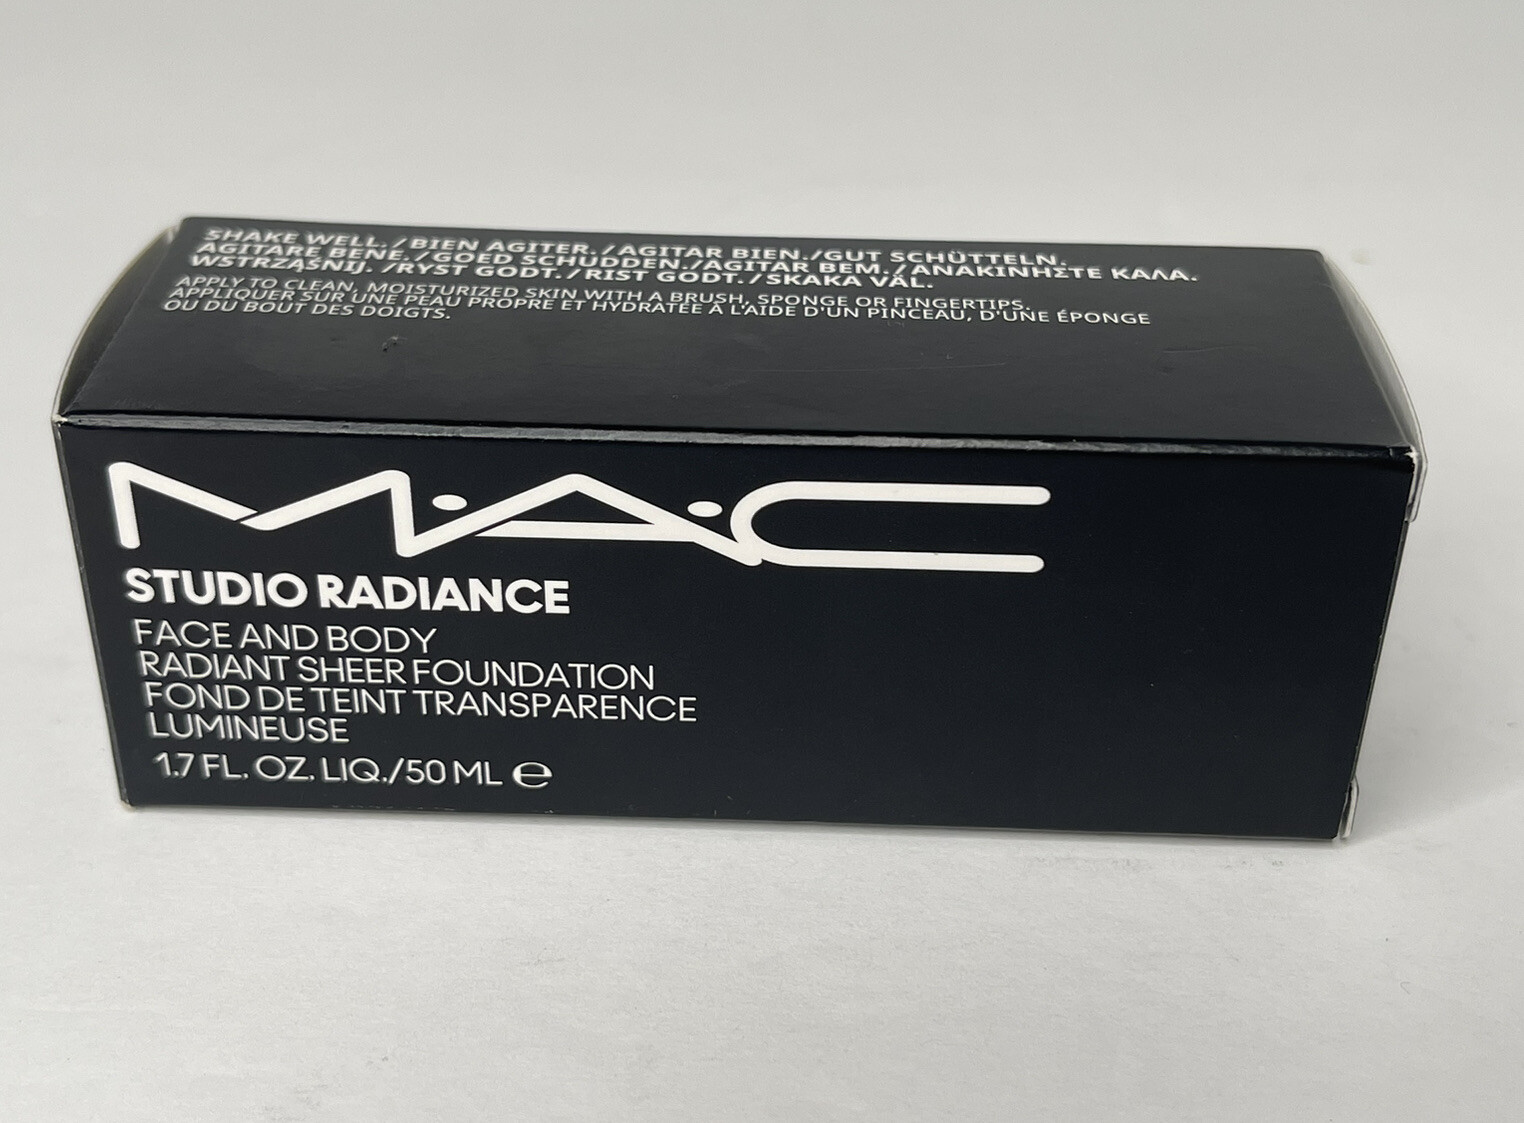 SHAKE WELL. / BIEN AGITER. / AGITAR BIEN./GUT SCHÜTTELN.
AGITARE BENE. /GOED SCHUDDEN./AGITAR BEM. / ΑΝΑΚΙΝΗΣΤΕ ΚΑΛΑ.
WSTRZĄSNIJ. /RYST GODT. / RIST GODT. / SKAKA VÄL.
APPLY TO CLEAN, MOISTURIZED SKIN WITH A BRUSH, SPONGE OR FINGERTIPS.
APPLIQUER SUR UNE PEAU PROPRE ET HYDRATÉE À L'AIDE D'UN PINCEAU, D'UNE ÉPONGE
OU DU BOUT DES DOIGTS.
M·A·C
STUDIO RADIANCE
FACE AND BODY
RADIANT SHEER FOUNDATION
FOND DE TEINT TRANSPARENCE
LUMINEUSE
1.7 FL. OZ. LIQ./50 ML ℮